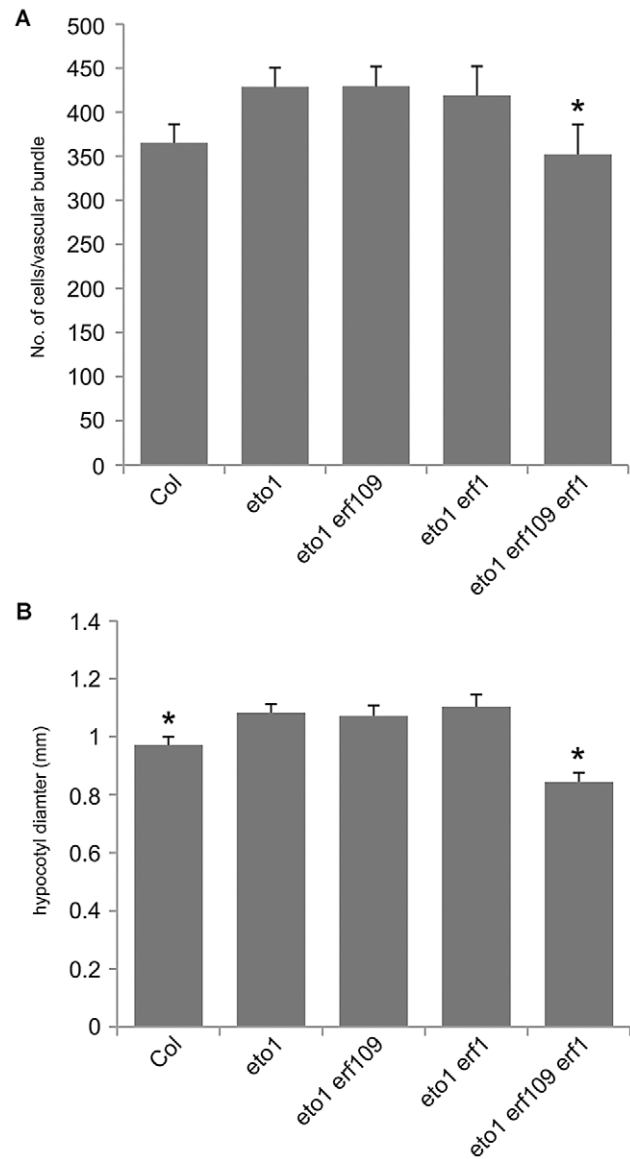 A
500
450
400
350
300
250
200
150
100
50
0
No. of cells/vascular bundle
*
Col
eto1
eto1 erf109
eto1 erf1
eto1 erf109 erf1
B
1.4
1.2
1
0.8
0.6
0.4
0.2
0
hypocotyl diamter (mm)
*
*
Col
eto1
eto1 erf109
eto1 erf1
eto1 erf109 erf1